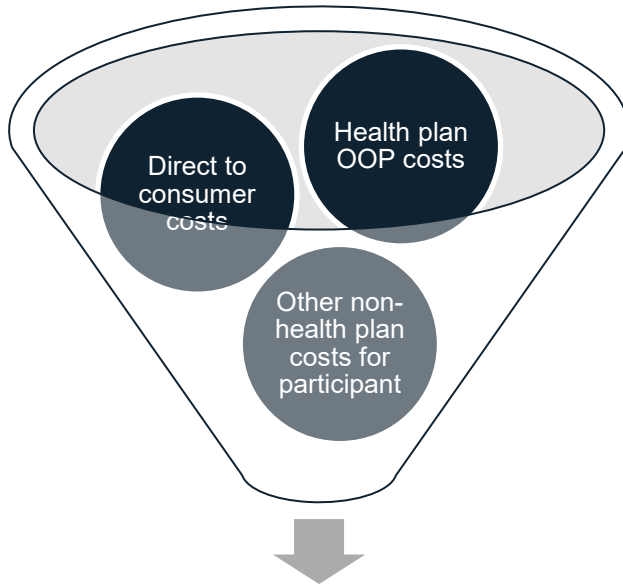 Direct to
consumer
costs
Health plan
OOP costs
Other non-
health plan
costs for
participant